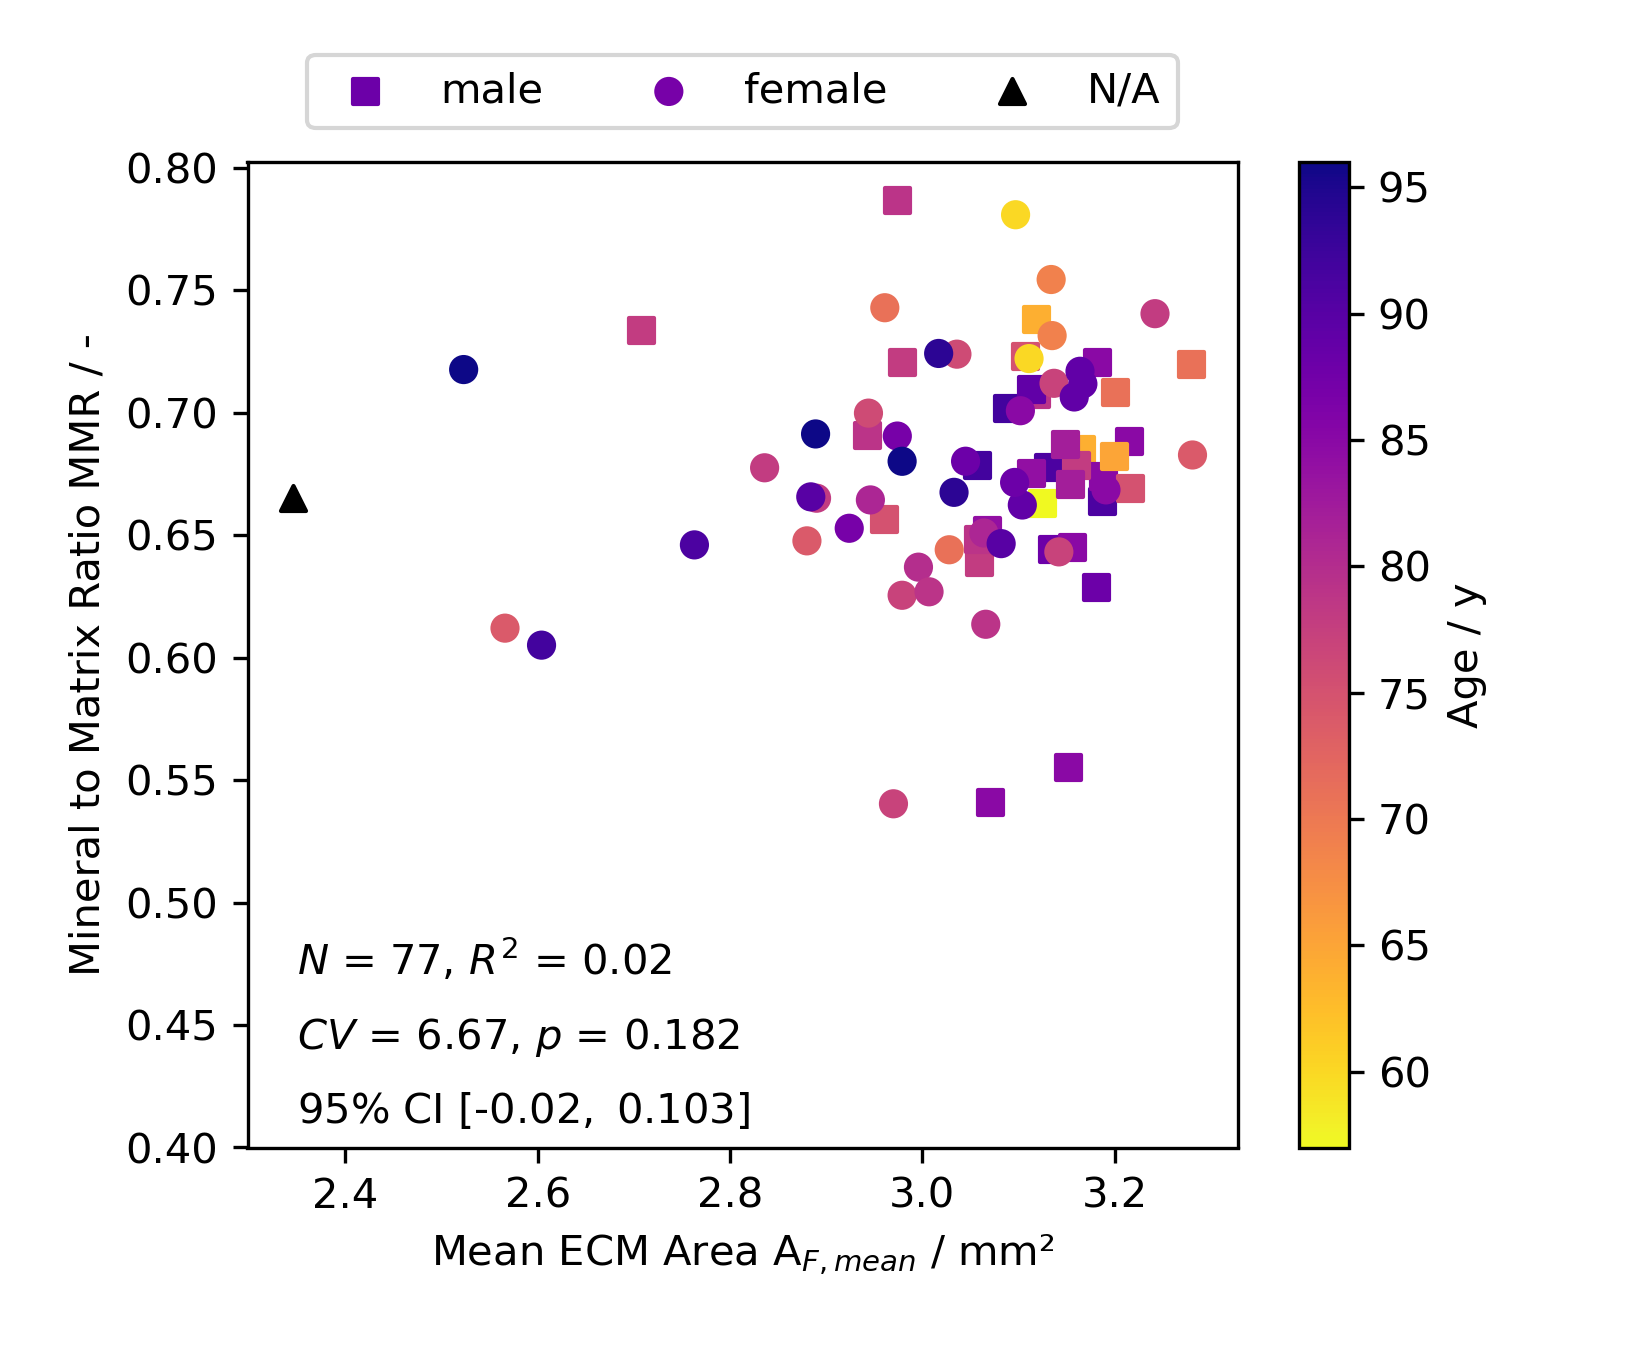 male female N/A
0.80
0.75
0.70
0.65
0.60
0.55
0.50
0.45
0.40
Mineral to Matrix Ratio MMR / -
N = 77, R² = 0.02
CV = 6.67, p = 0.182
95% CI [-0.02, 0.103]
2.4 2.6 2.8 3.0 3.2
Mean ECM Area A_F,mean / mm²
95
90
85
80
75
70
65
60
Age / y